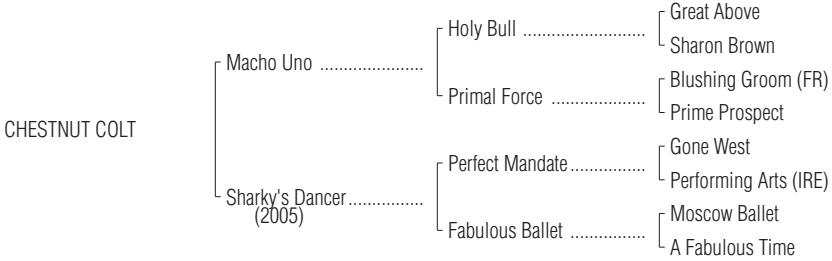 Great Above
Holy Bull ..........................
Sharon Brown
Macho Uno ......................
Blushing Groom (FR)
Primal Force ....................
Prime Prospect
CHESTNUT COLT
Gone West
Perfect Mandate................
Performing Arts (IRE)
Sharky's Dancer................
(2005)
Moscow Ballet
Fabulous Ballet ................
A Fabulous Time